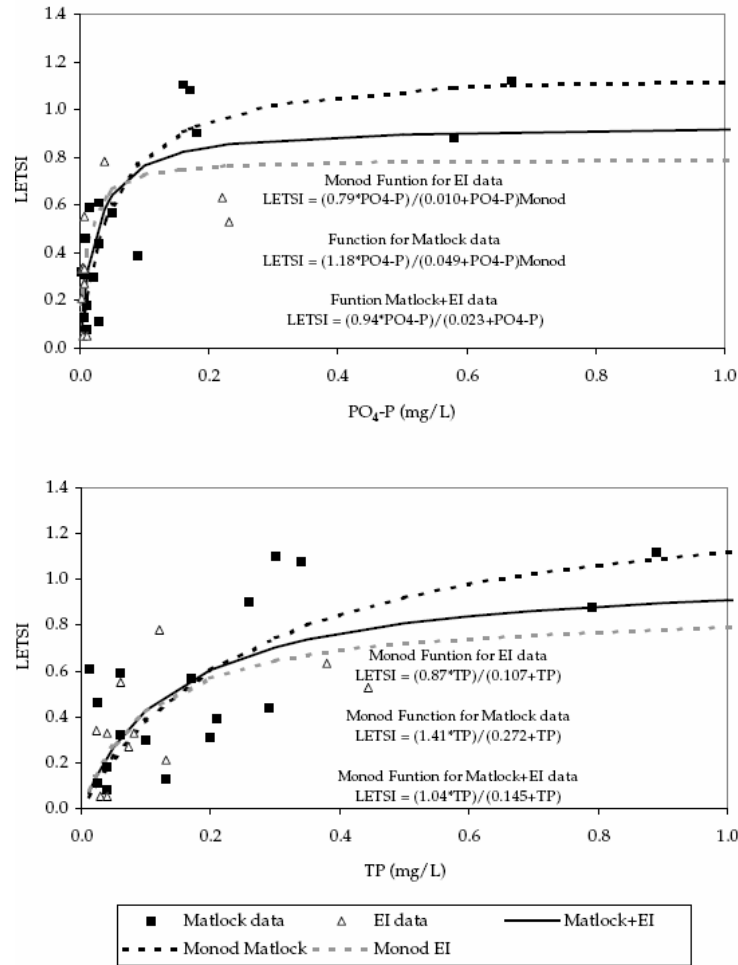 1.4
1.2
1.0
0.8
0.6
0.4
0.2
0.0
LETSI
Monod Funtion for EI data
LETSI = (0.79*PO4-P)/(0.010+PO4-P)Monod
Function for Matlock data
LETSI = (1.18*PO4-P)/(0.049+PO4-P)Monod
Funtion Matlock+EI data
LETSI = (0.94*PO4-P)/(0.023+PO4-P)
0.0 0.2 0.4 0.6 0.8 1.0
PO₄-P (mg/L)
1.4
1.2
1.0
0.8
0.6
0.4
0.2
0.0
LETSI
Monod Funtion for EI data
LETSI = (0.87*TP)/(0.107+TP)
Monod Function for Matlock data
LETSI = (1.41*TP)/(0.272+TP)
Monod Funtion for Matlock+EI data
LETSI = (1.04*TP)/(0.145+TP)
0.0 0.2 0.4 0.6 0.8 1.0
TP (mg/L)
Matlock data EI data Matlock+EI
Monod Matlock Monod EI